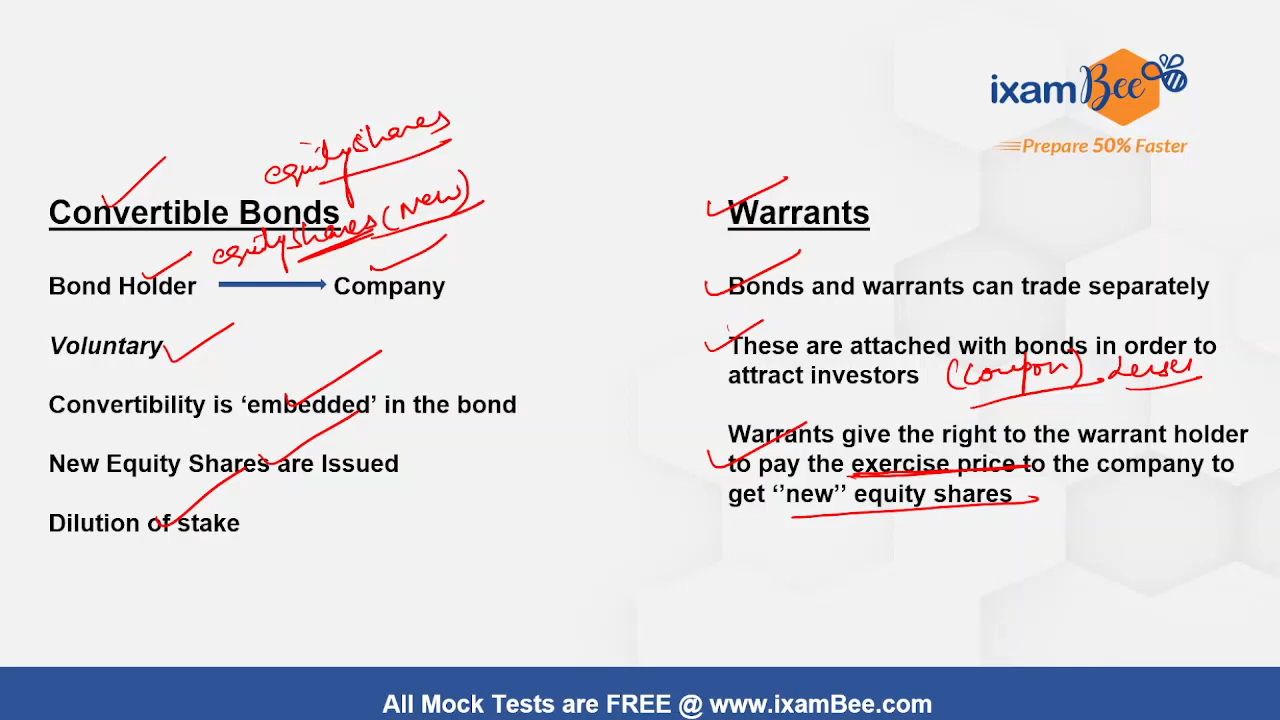 ixamBee
Prepare 50% Faster
equity shares
Convertible Bonds
equity shares (New)
Bond Holder Company
Voluntary
Convertibility is ‘embedded’ in the bond
New Equity Shares are Issued
Dilution of stake
Warrants
Bonds and warrants can trade separately
These are attached with bonds in order to
attract investors (coupon) lesser
Warrants give the right to the warrant holder
to pay the exercise price to the company to
get ‘’new’’ equity shares
All Mock Tests are FREE @ www.ixamBee.com